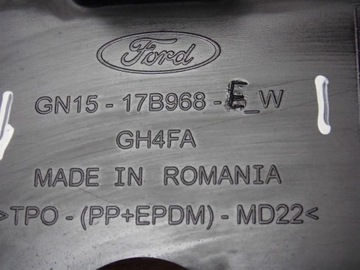 Ford
GN15 - 17B968 - E_W
GH4FA
MADE IN ROMANIA
>TPO - (PP+EPDM) - MD22<